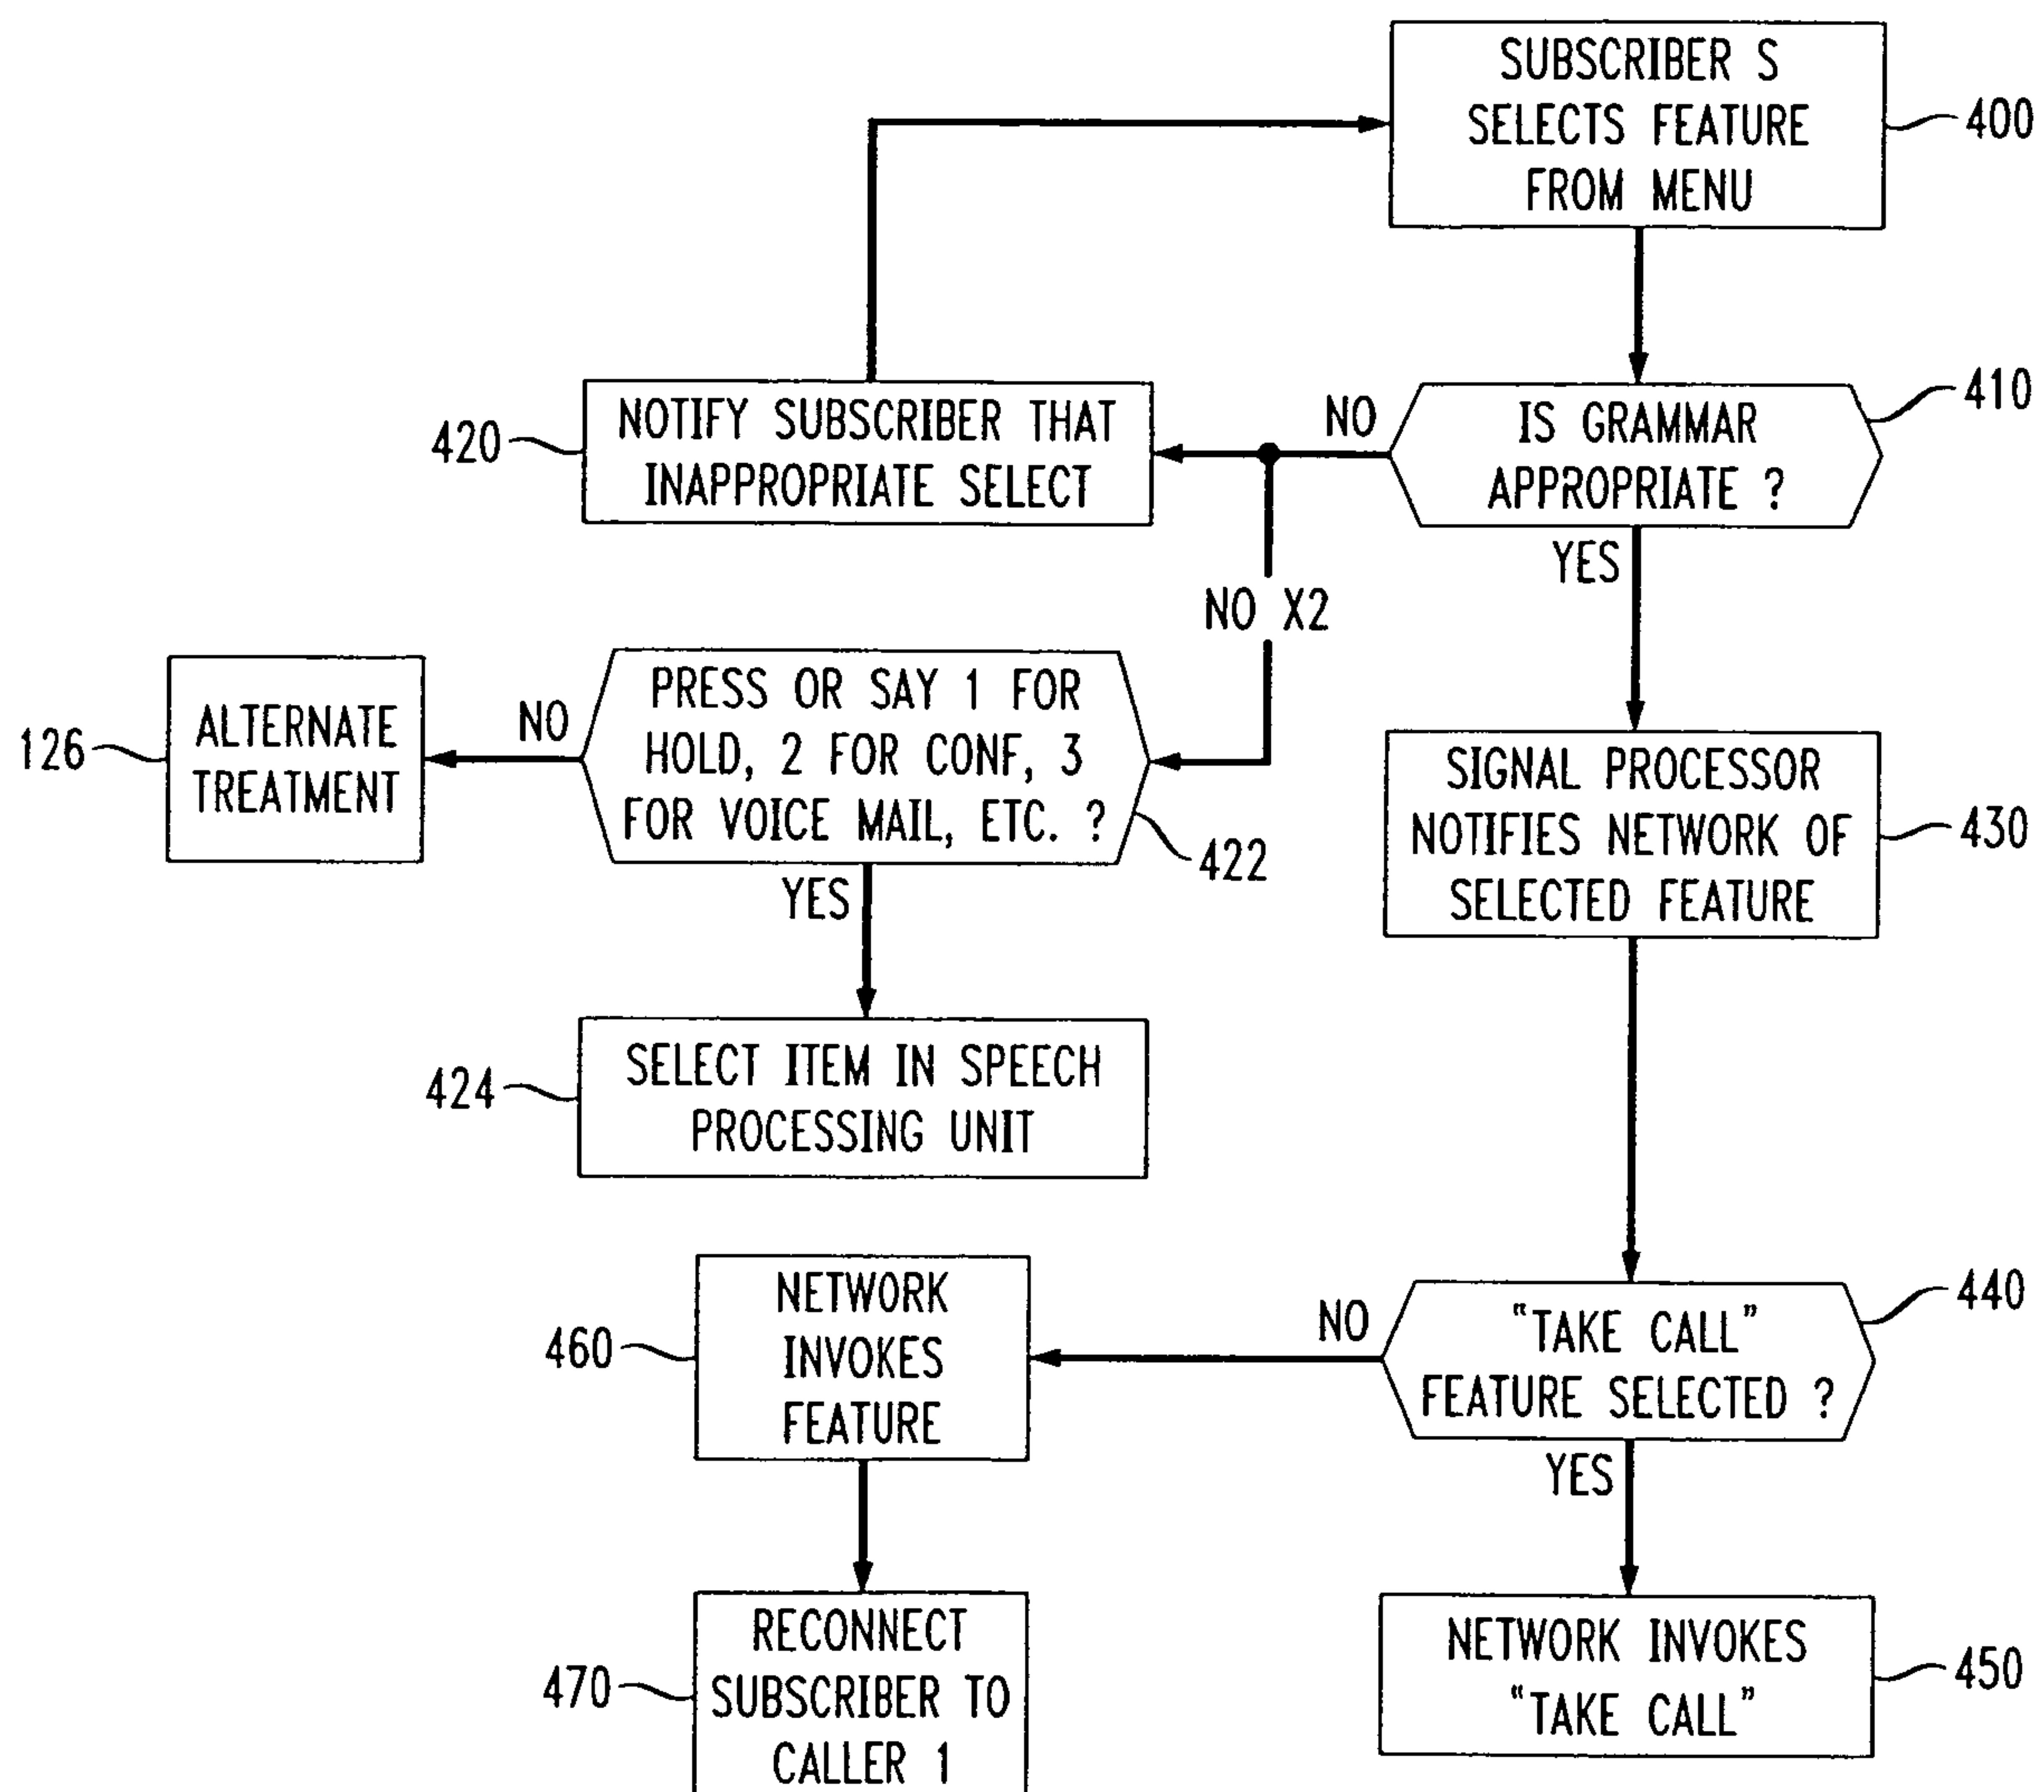 SUBSCRIBER S
SELECTS FEATURE
FROM MENU
400
IS GRAMMAR
APPROPRIATE ?
410
NO
YES
NOTIFY SUBSCRIBER THAT
INAPPROPRIATE SELECT
420
NO X2
PRESS OR SAY 1 FOR
HOLD, 2 FOR CONF, 3
FOR VOICE MAIL, ETC. ?
422
NO
YES
ALTERNATE
TREATMENT
126
SELECT ITEM IN SPEECH
PROCESSING UNIT
424
SIGNAL PROCESSOR
NOTIFIES NETWORK OF
SELECTED FEATURE
430
"TAKE CALL"
FEATURE SELECTED ?
440
NO
YES
NETWORK
INVOKES
FEATURE
460
RECONNECT
SUBSCRIBER TO
CALLER 1
470
NETWORK INVOKES
"TAKE CALL"
450